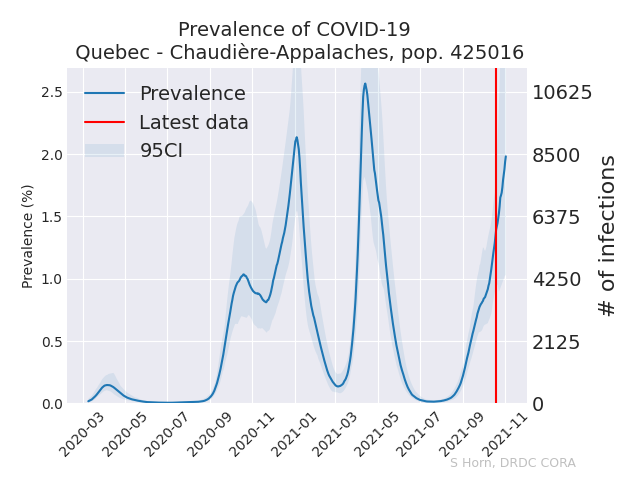 Prevalence of COVID-19
Quebec - Chaudière-Appalaches, pop. 425016
Prevalence
Latest data
95CI
Prevalence (%)
2.5
2.0
1.5
1.0
0.5
0.0
10625
8500
6375
4250
2125
0
# of infections
2020-03
2020-05
2020-07
2020-09
2020-11
2021-01
2021-03
2021-05
2021-07
2021-09
2021-11
S Horn, DRDC CORA